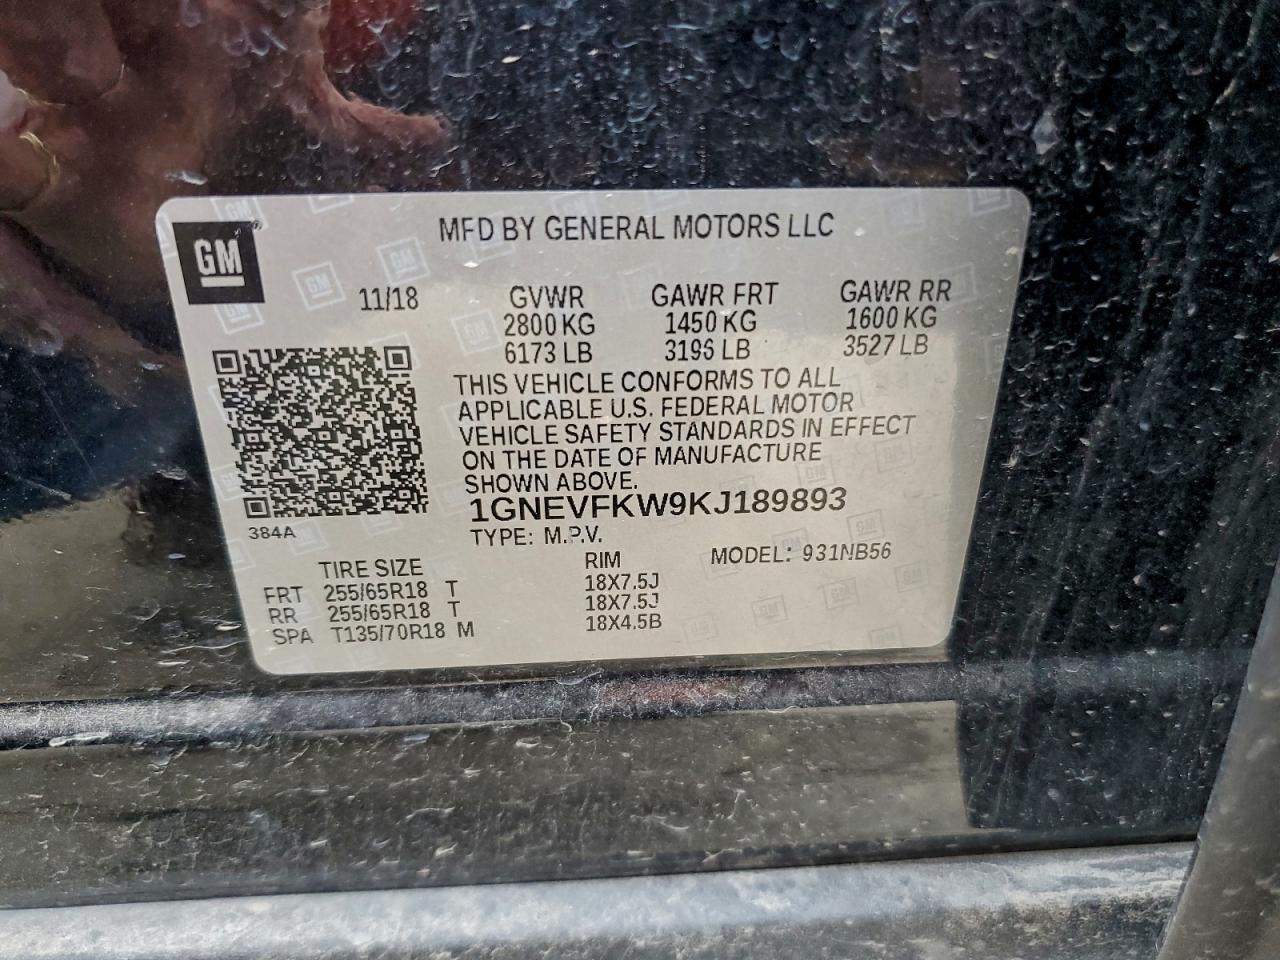 GM
MFD BY GENERAL MOTORS LLC
11/18 GVWR GAWR FRT GAWR RR
2800 KG 1450 KG 1600 KG
6173 LB 3196 LB 3527 LB
THIS VEHICLE CONFORMS TO ALL
APPLICABLE U.S. FEDERAL MOTOR
VEHICLE SAFETY STANDARDS IN EFFECT
ON THE DATE OF MANUFACTURE
SHOWN ABOVE.
1GNEVFKW9KJ189893
384A
TYPE: M.P.V.
MODEL: 931NB56
TIRE SIZE RIM
FRT 255/65R18 T 18X7.5J
RR 255/65R18 T 18X7.5J
SPA T135/70R18 M 18X4.5B